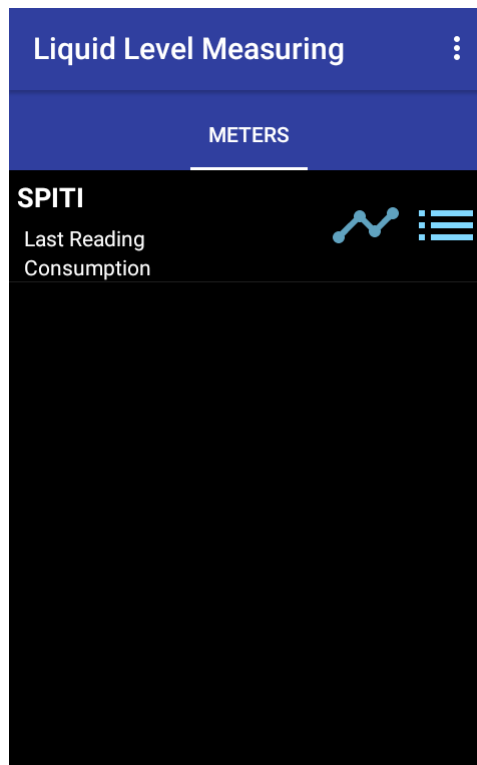 Liquid Level Measuring
METERS
SPITI
Last Reading
Consumption